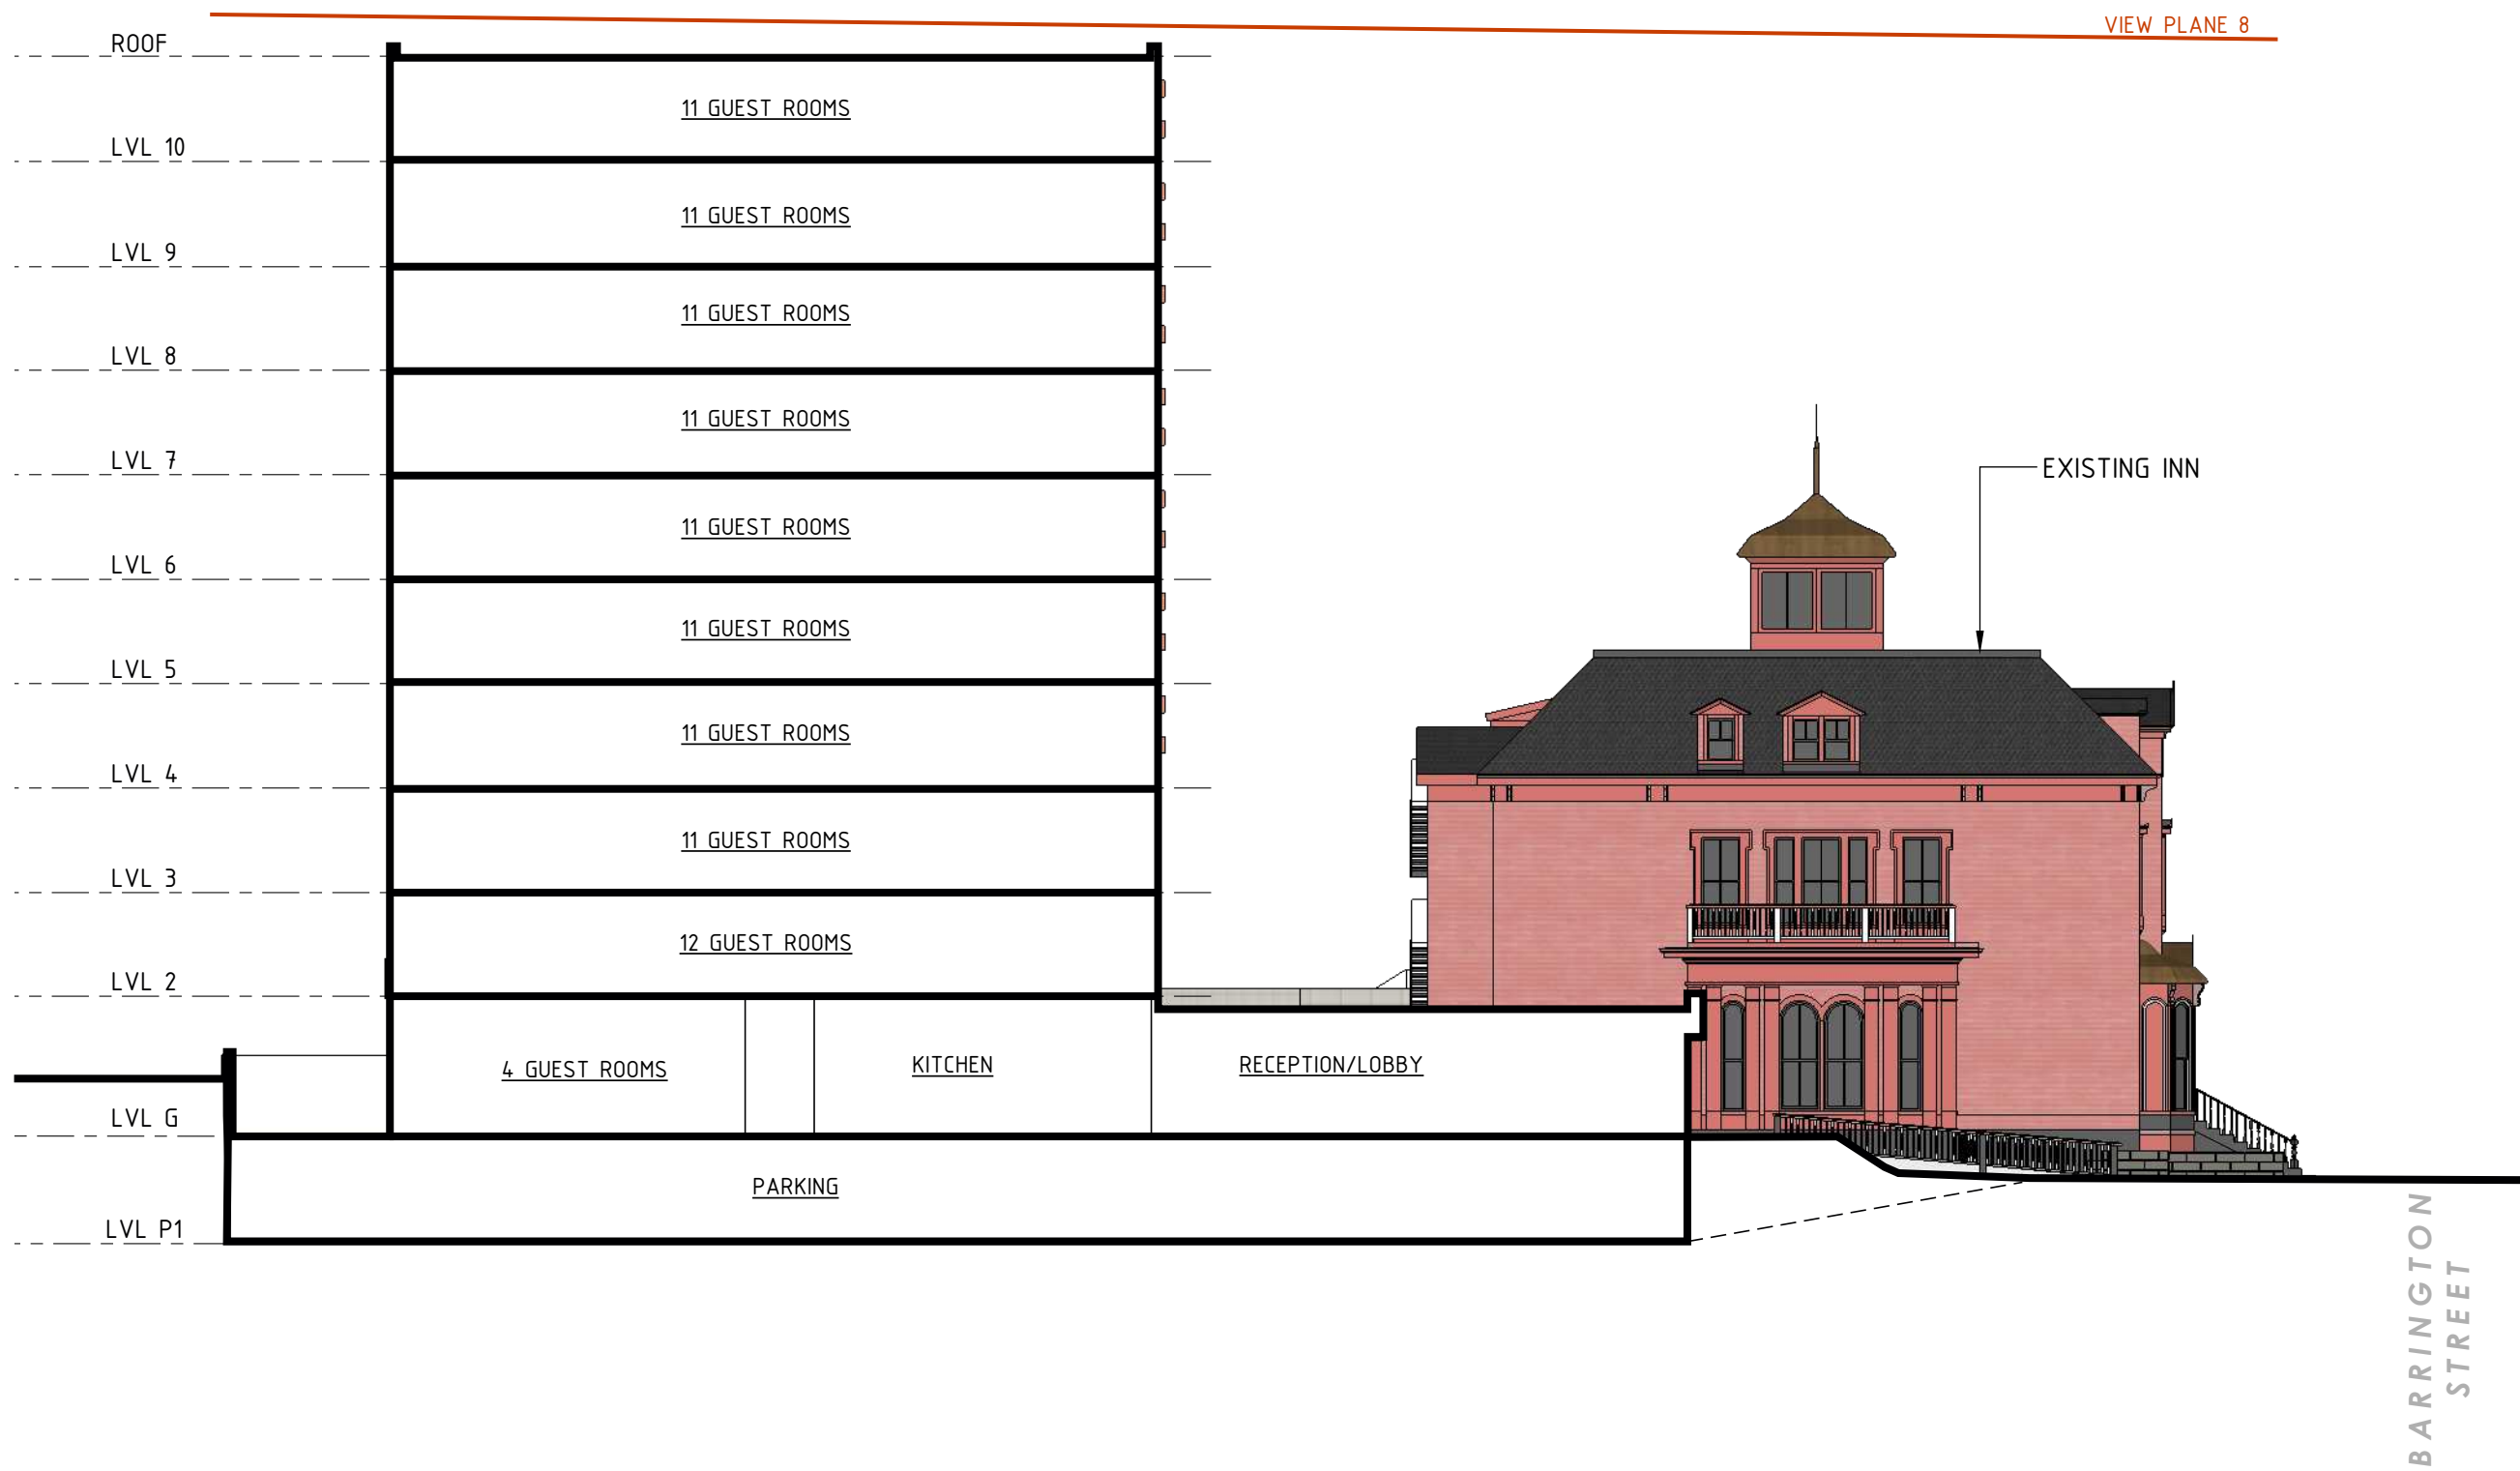 VIEW PLANE 8
ROOF
11 GUEST ROOMS
LVL 10
11 GUEST ROOMS
LVL 9
11 GUEST ROOMS
LVL 8
11 GUEST ROOMS
LVL 7
EXISTING INN
11 GUEST ROOMS
LVL 6
11 GUEST ROOMS
LVL 5
11 GUEST ROOMS
LVL 4
11 GUEST ROOMS
LVL 3
12 GUEST ROOMS
LVL 2
4 GUEST ROOMS
KITCHEN
RECEPTION/LOBBY
LVL G
PARKING
LVL P1
BARRINGTON
STREET